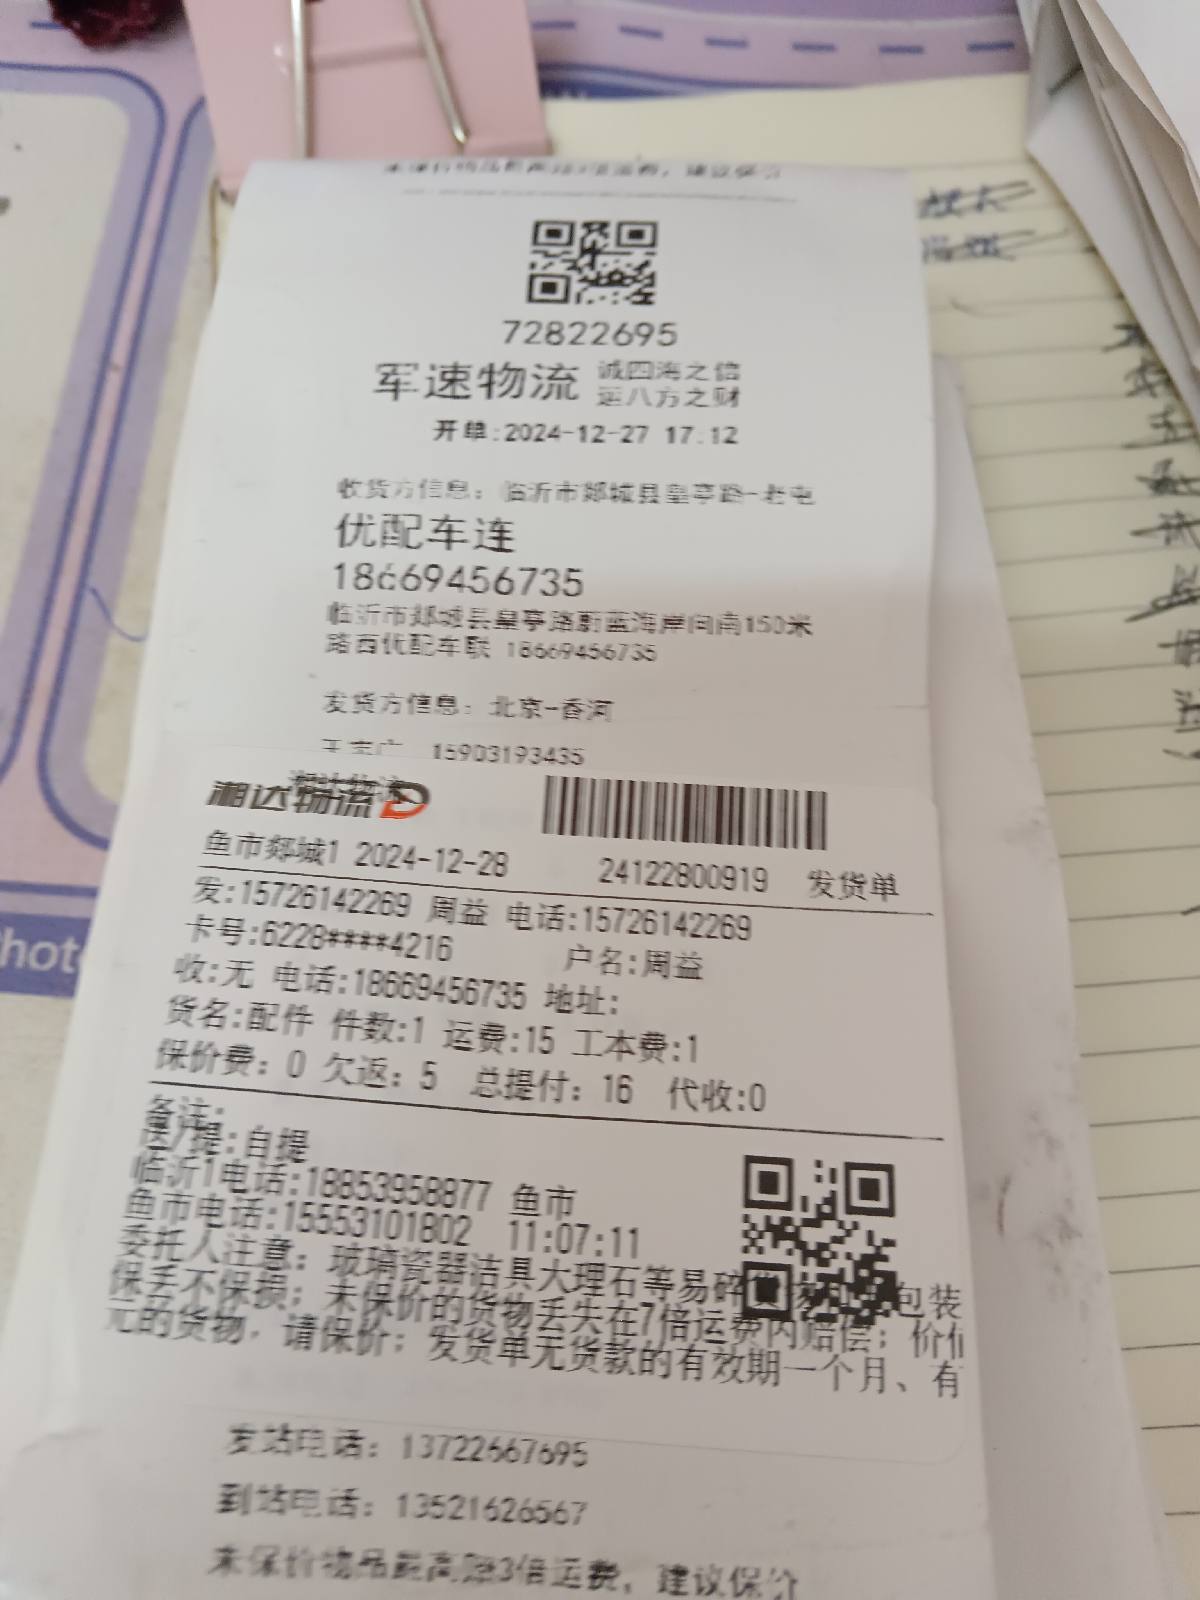 72822695
军速物流 诚四海之信
运八方之财
开单:2024-12-27 17:12
收货方信息：临沂市郯城县皇亭路-老屯
优配车连
18669456735
临沂市郯城县皇亭路蔚蓝海岸向南150米
路西优配车联 18669456735
发货方信息：北京-香河
15903193435
湘达物流
鱼市郯城1 2024-12-28 24122800919 发货单
发:15726142269 周益 电话:15726142269
卡号:6228****4216 户名:周益
收:无 电话:18669456735 地址:
货名:配件 件数:1 运费:15 工本费:1
保价费：0 欠返：5 总提付：16 代收:0
备注:
送/提:自提
临沂1电话:18853958877 鱼市
鱼市电话:15553101802 11:07:11
委托人注意：玻璃瓷器洁具大理石等易碎 包装
保丢不保损；未保价的货物丢失在7倍运费内赔偿；价值
元的货物，请保价；发货单无货款的有效期一个月、有
发站电话：13722667695
到站电话：13521626567
未保价物品最高赔3倍运费，建议保价